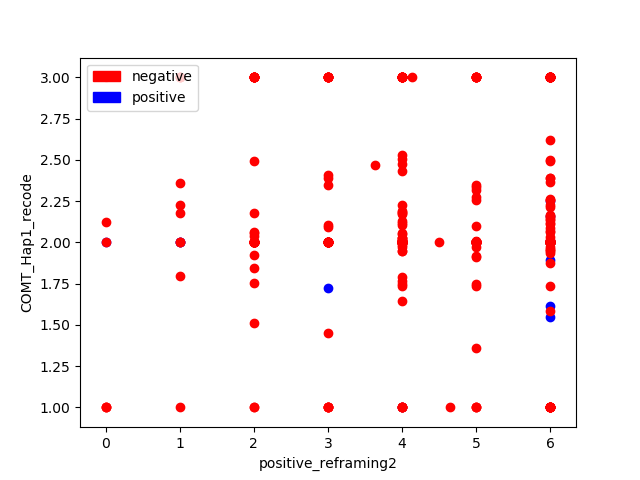 3.00
2.75
2.50
2.25
2.00
1.75
1.50
1.25
1.00
COMT_Hap1_recode
negative
positive
0 1 2 3 4 5 6
positive_reframing2